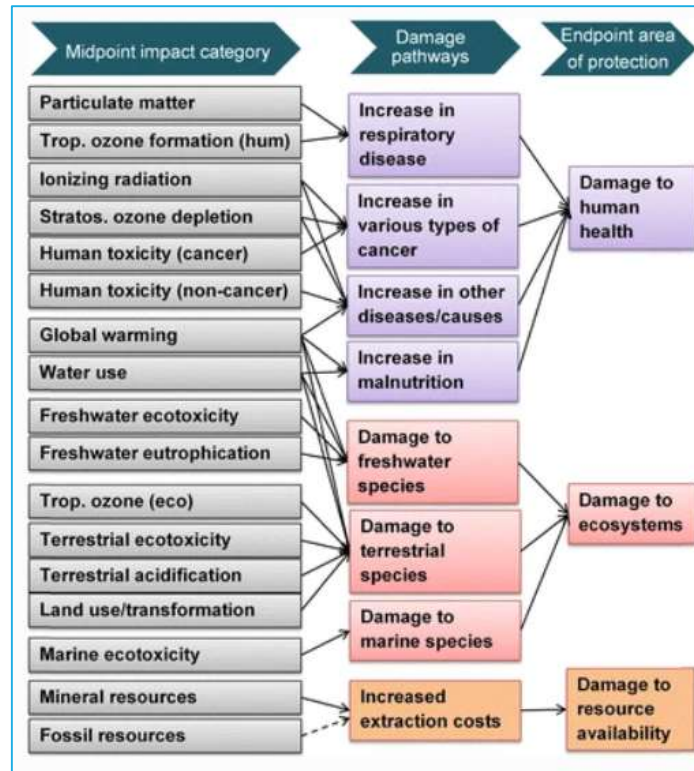 Midpoint impact category
Damage
pathways
Endpoint area
of protection
Particulate matter
Trop. ozone formation (hum)
Ionizing radiation
Stratos. ozone depletion
Human toxicity (cancer)
Human toxicity (non-cancer)
Global warming
Water use
Freshwater ecotoxicity
Freshwater eutrophication
Trop. ozone (eco)
Terrestrial ecotoxicity
Terrestrial acidification
Land use/transformation
Marine ecotoxicity
Mineral resources
Fossil resources
Increase in
respiratory
disease
Increase in
various types of
cancer
Increase in other
diseases/causes
Increase in
malnutrition
Damage to
freshwater
species
Damage to
terrestrial
species
Damage to
marine species
Increased
extraction costs
Damage to
human
health
Damage to
ecosystems
Damage to
resource
availability